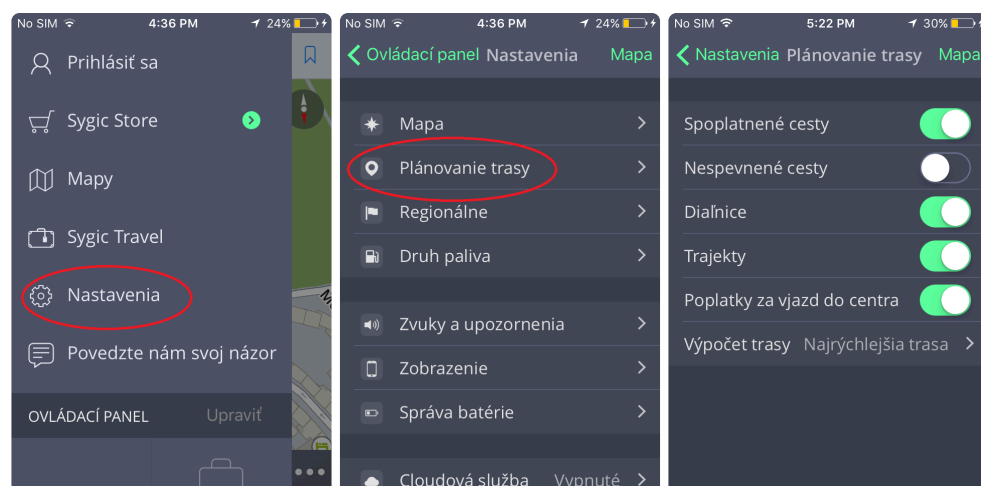 No SIM 4:36 PM 24%
Prihlásiť sa
Sygic Store
Mapy
Sygic Travel
Nastavenia
Povedzte nám svoj názor
OVLÁDACÍ PANEL Upraviť
No SIM 4:36 PM 24%
Ovládací panel Nastavenia Mapa
Mapa
Plánovanie trasy
Regionálne
Druh paliva
Zvuky a upozornenia
Zobrazenie
Správa batérie
Cloudová služba Vypnuté
No SIM 5:22 PM 30%
Nastavenia Plánovanie trasy Mapa
Spoplatnené cesty
Nespevnené cesty
Diaľnice
Trajekty
Poplatky za vjazd do centra
Výpočet trasy Najrýchlejšia trasa